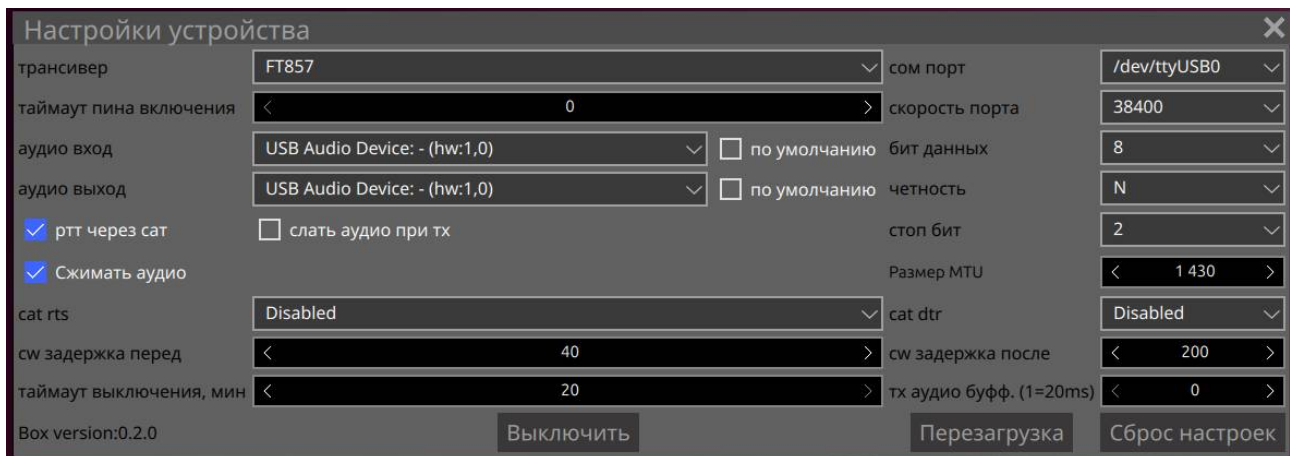 Настройки устройства
трансивер FT857 сом порт /dev/ttyUSB0
таймаут пина включения 0 скорость порта 38400
аудио вход USB Audio Device: - (hw:1,0) по умолчанию бит данных 8
аудио выход USB Audio Device: - (hw:1,0) по умолчанию четность N
ртт через сат слать аудио при тх стоп бит 2
Сжимать аудио Размер MTU 1 430
cat rts Disabled cat dtr Disabled
cw задержка перед 40 cw задержка после 200
таймаут выключения, мин 20 тх аудио буфф. (1=20ms) 0
Box version:0.2.0 Выключить Перезагрузка Сброс настроек